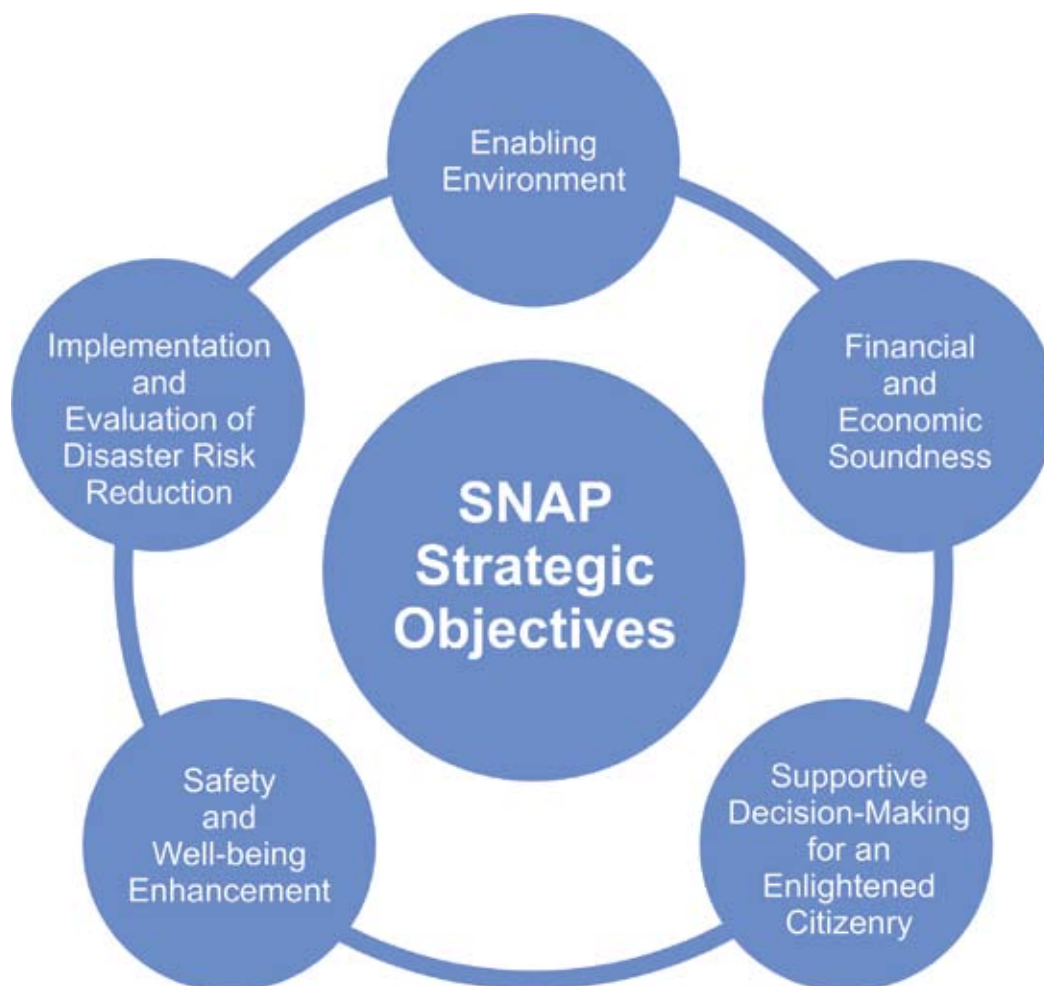 Enabling
Environment
Financial
and
Economic
Soundness
Supportive
Decision-Making
for an
Enlightened
Citizenry
Safety
and
Well-being
Enhancement
Implementation
and
Evaluation of
Disaster Risk
Reduction
SNAP
Strategic
Objectives